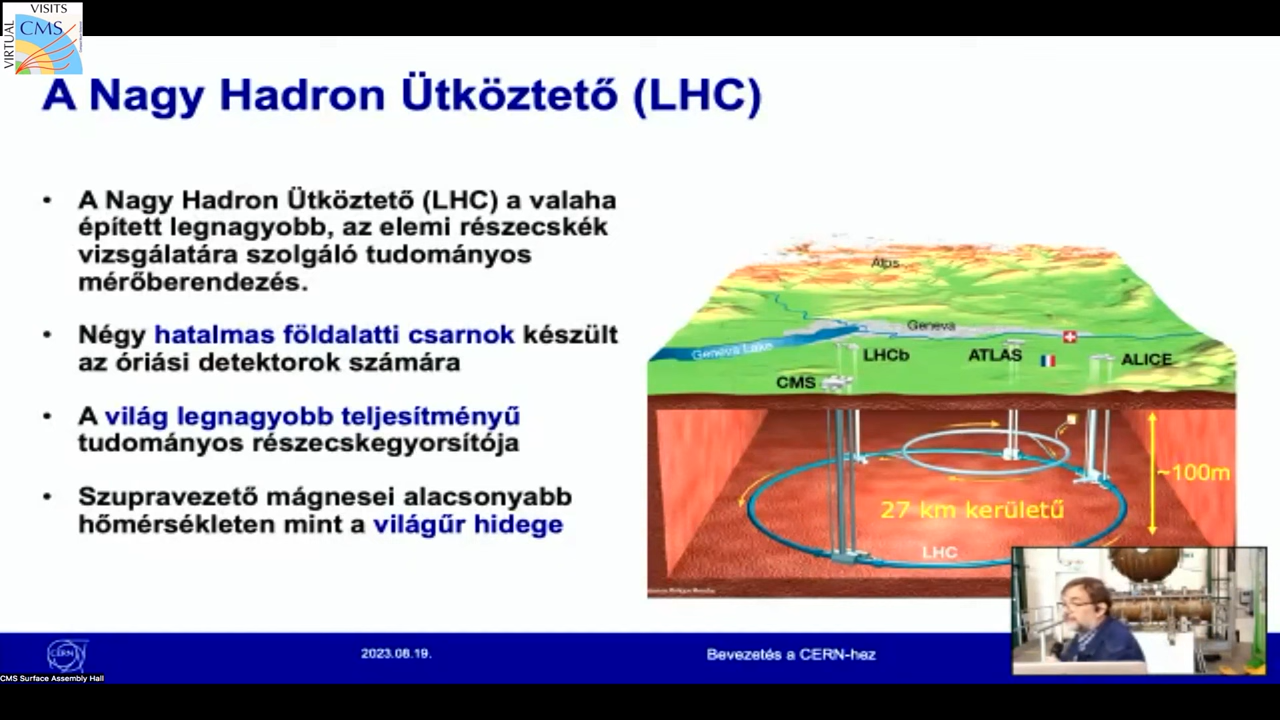 VISITS
VIRTUAL
CMS
A Nagy Hadron Ütköztető (LHC)
• A Nagy Hadron Ütköztető (LHC) a valaha
épített legnagyobb, az elemi részecskék
vizsgálatára szolgáló tudományos
mérőberendezés.
• Négy hatalmas földalatti csarnok készült
az óriási detektorok számára
• A világ legnagyobb teljesítményű
tudományos részecskegyorsítója
• Szupravezető mágnesei alacsonyabb
hőmérsékleten mint a világűr hidege
Alps
Geneva
Geneva Lake
LHCb
ATLAS
ALICE
CMS
~100m
27 km kerületű
LHC
CERN
2023.08.19.
Bevezetés a CERN-hez
CMS Surface Assembly Hall